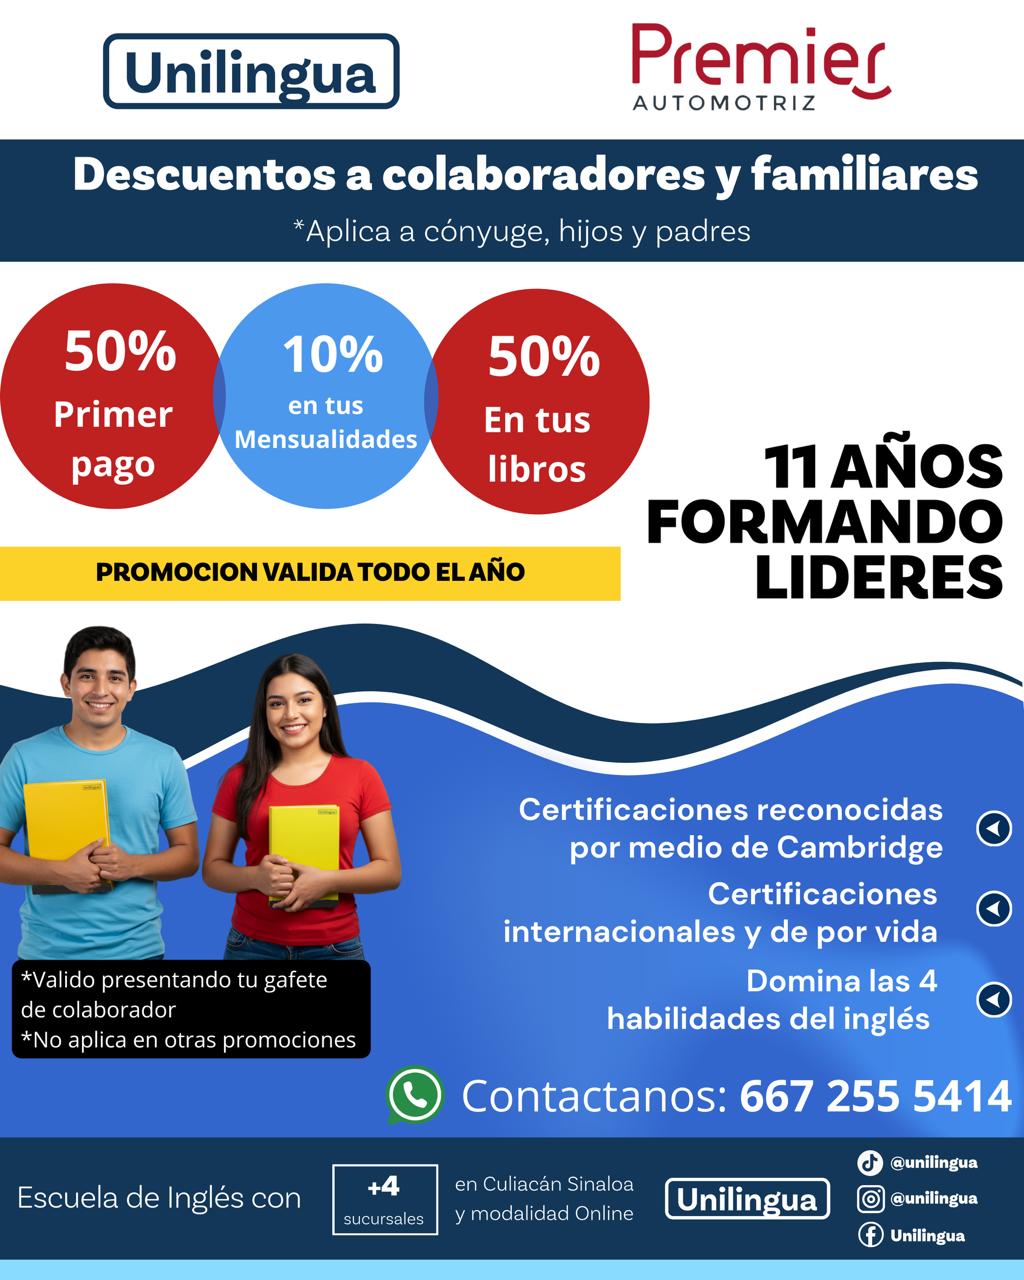 Unilingua
Premier
AUTOMOTRIZ
Descuentos a colaboradores y familiares
*Aplica a cónyuge, hijos y padres
50%
Primer
pago
10%
en tus
Mensualidades
50%
En tus
libros
11 AÑOS
FORMANDO
LIDERES
PROMOCION VALIDA TODO EL AÑO
Unilingua
Unilingua
Certificaciones reconocidas
por medio de Cambridge
Certificaciones
internacionales y de por vida
Domina las 4
habilidades del inglés
*Valido presentando tu gafete
de colaborador
*No aplica en otras promociones
Contactanos: 667 255 5414
Escuela de Inglés con
+4
sucursales
en Culiacán Sinaloa
y modalidad Online
Unilingua
@unilingua
@unilingua
Unilingua